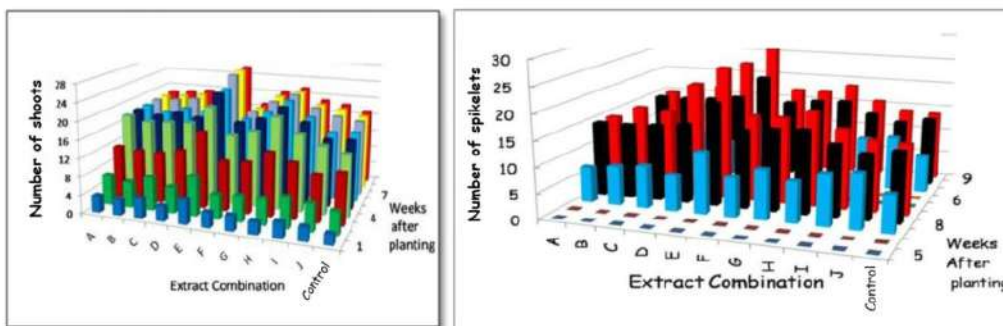 Number of shoots
28
24
20
16
12
8
4
0
A
B
C
D
E
F
G
H
I
J
Control
Extract Combination
7
4
1
Weeks
after
planting
Number of spikelets
30
25
20
15
10
5
0
A
B
C
D
E
F
G
H
I
J
Control
Extract Combination
9
6
8
5
Weeks
After
planting